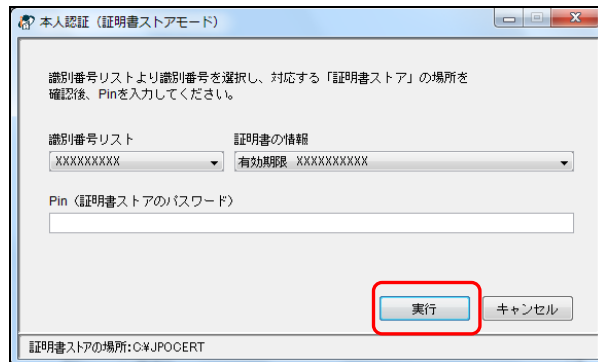 本人認証（証明書ストアモード）
識別番号リストより識別番号を選択し、対応する「証明書ストア」の場所を
確認後、Pinを入力してください。
識別番号リスト 証明書の情報
XXXXXXXXX 有効期限 XXXXXXXXXX
Pin（証明書ストアのパスワード）
実行 キャンセル
証明書ストアの場所:C:¥JPOCERT